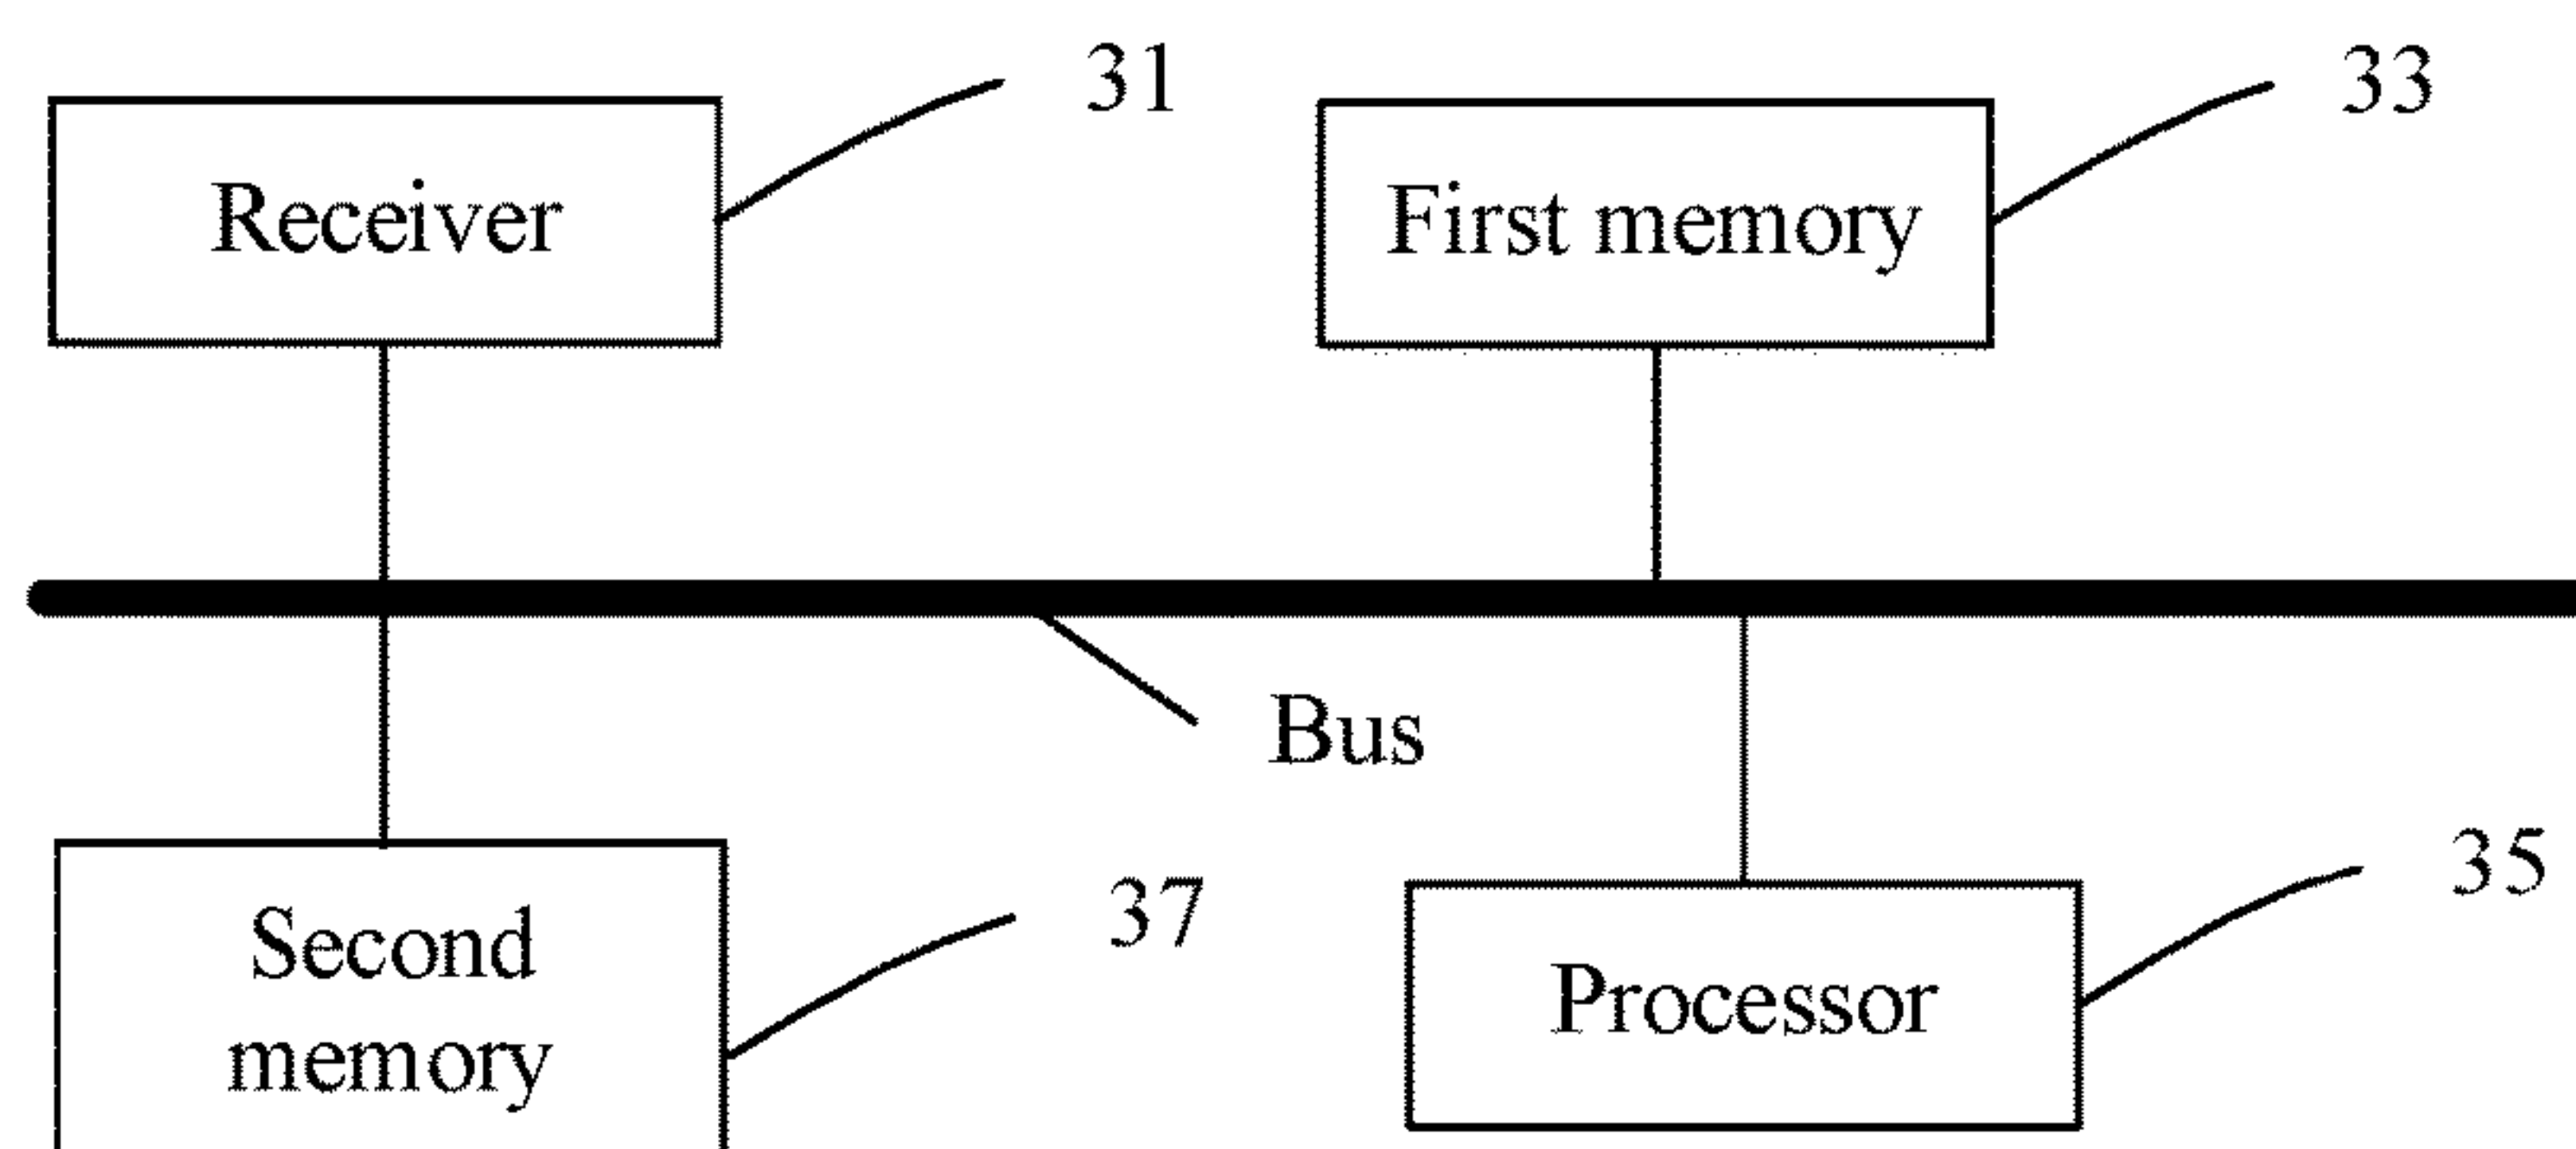 31
33
Receiver
First memory
Bus
37
35
Second
memory
Processor